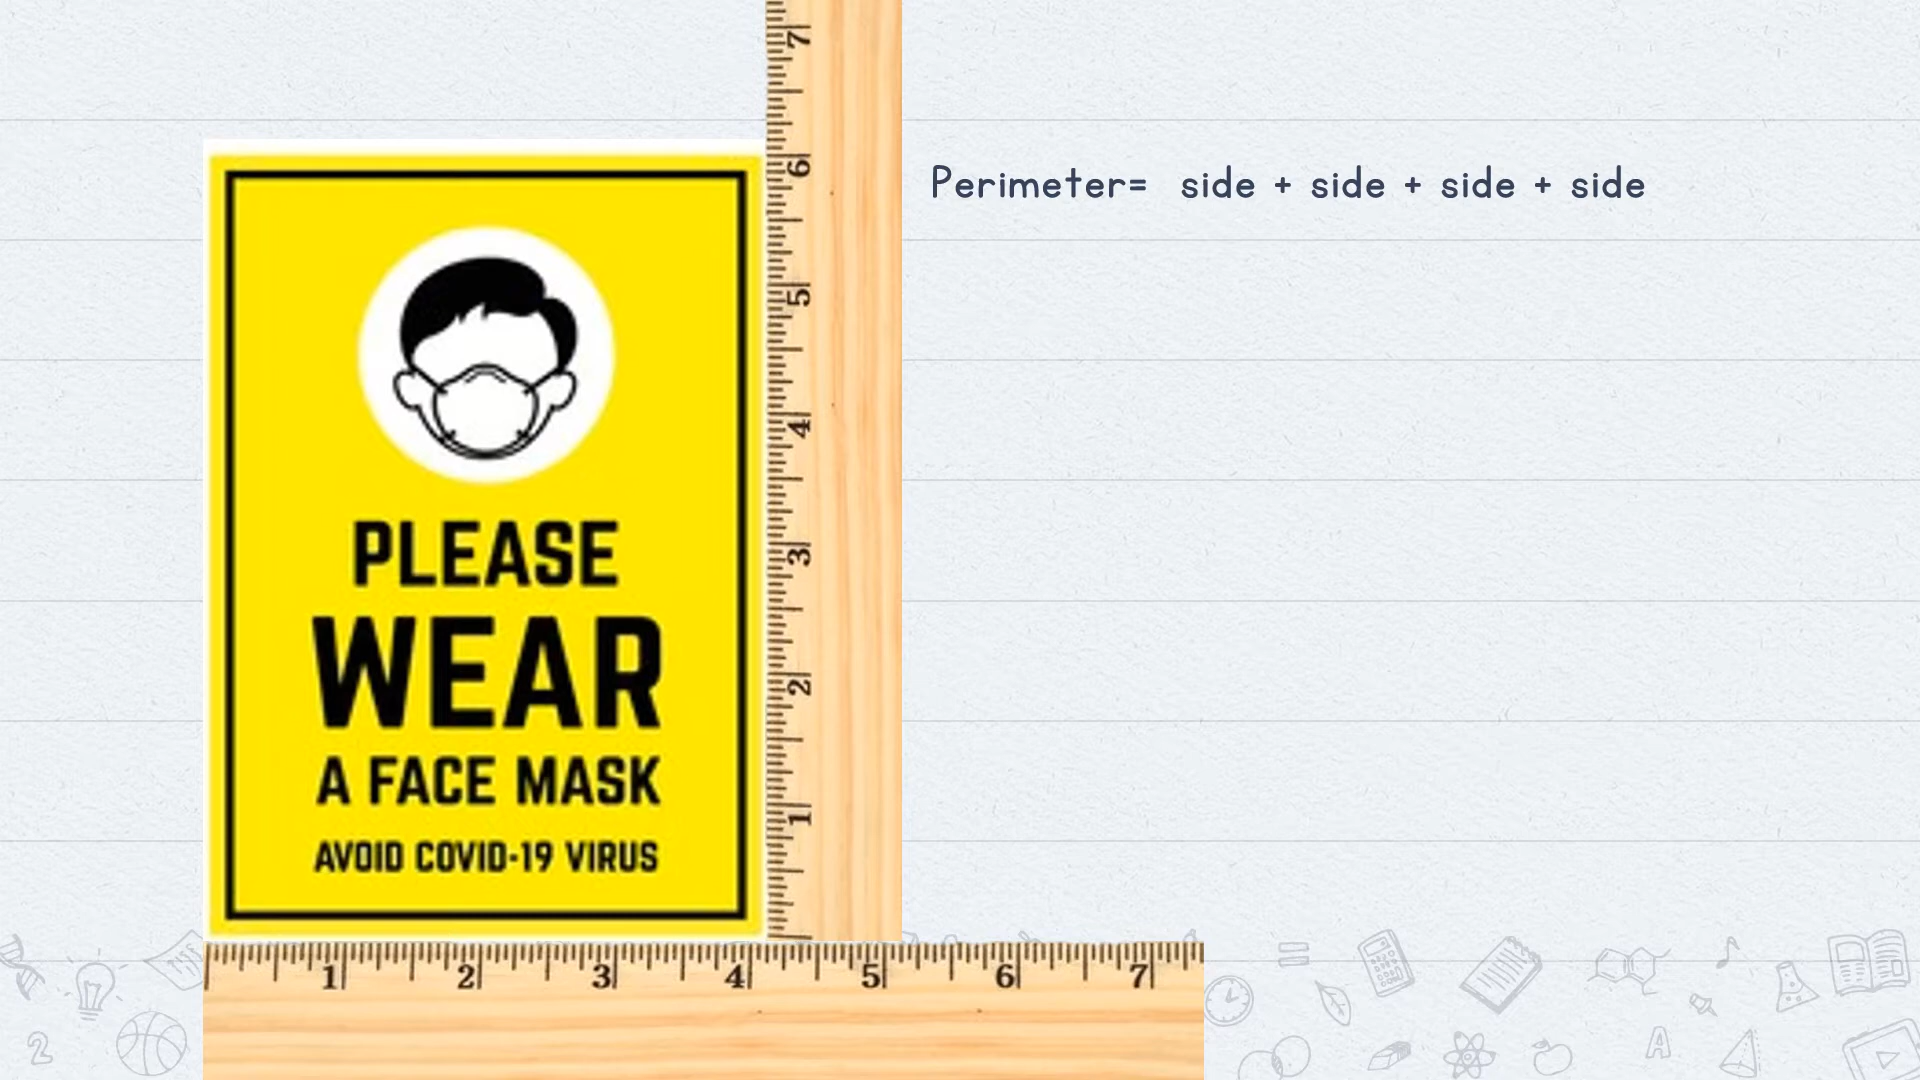 7
6
5
4
3
2
1
Perimeter= side + side + side + side
PLEASE
WEAR
A FACE MASK
AVOID COVID-19 VIRUS
1 2 3 4 5 6 7
2
A